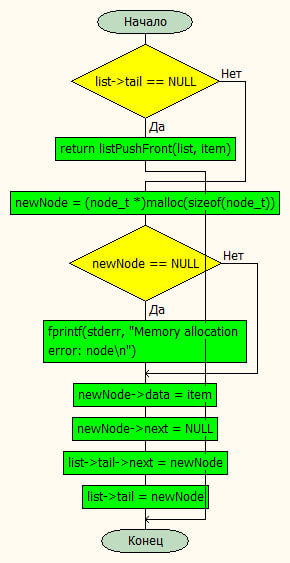 Начало
list->tail == NULL
Нет
Да
return listPushFront(list, item)
newNode = (node_t *)malloc(sizeof(node_t))
newNode == NULL
Нет
Да
fprintf(stderr, "Memory allocation
error: node\n")
newNode->data = item
newNode->next = NULL
list->tail->next = newNode
list->tail = newNode
Конец